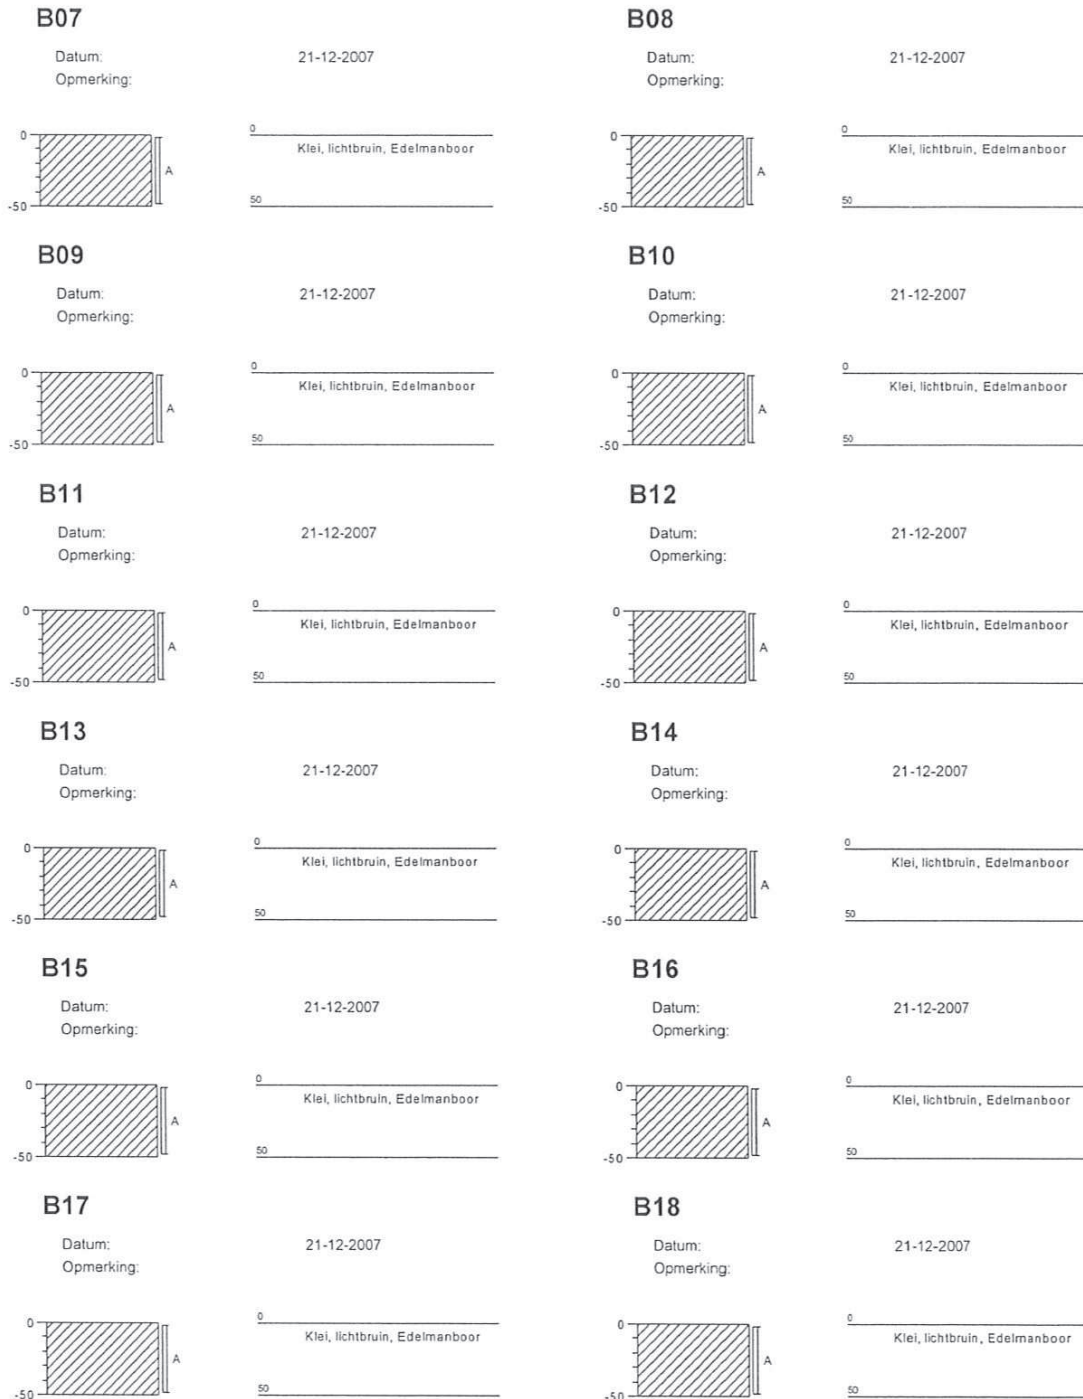 B07
Datum: 21-12-2007
Opmerking:
0
0
Klei, lichtbruin, Edelmanboor
A
-50
50
B08
Datum: 21-12-2007
Opmerking:
0
0
Klei, lichtbruin, Edelmanboor
A
-50
50
B09
Datum: 21-12-2007
Opmerking:
0
0
Klei, lichtbruin, Edelmanboor
A
-50
50
B10
Datum: 21-12-2007
Opmerking:
0
0
Klei, lichtbruin, Edelmanboor
A
-50
50
B11
Datum: 21-12-2007
Opmerking:
0
0
Klei, lichtbruin, Edelmanboor
A
-50
50
B12
Datum: 21-12-2007
Opmerking:
0
0
Klei, lichtbruin, Edelmanboor
A
-50
50
B13
Datum: 21-12-2007
Opmerking:
0
0
Klei, lichtbruin, Edelmanboor
A
-50
50
B14
Datum: 21-12-2007
Opmerking:
0
0
Klei, lichtbruin, Edelmanboor
A
-50
50
B15
Datum: 21-12-2007
Opmerking:
0
0
Klei, lichtbruin, Edelmanboor
A
-50
50
B16
Datum: 21-12-2007
Opmerking:
0
0
Klei, lichtbruin, Edelmanboor
A
-50
50
B17
Datum: 21-12-2007
Opmerking:
0
0
Klei, lichtbruin, Edelmanboor
A
-50
50
B18
Datum: 21-12-2007
Opmerking:
0
0
Klei, lichtbruin, Edelmanboor
A
-50
50